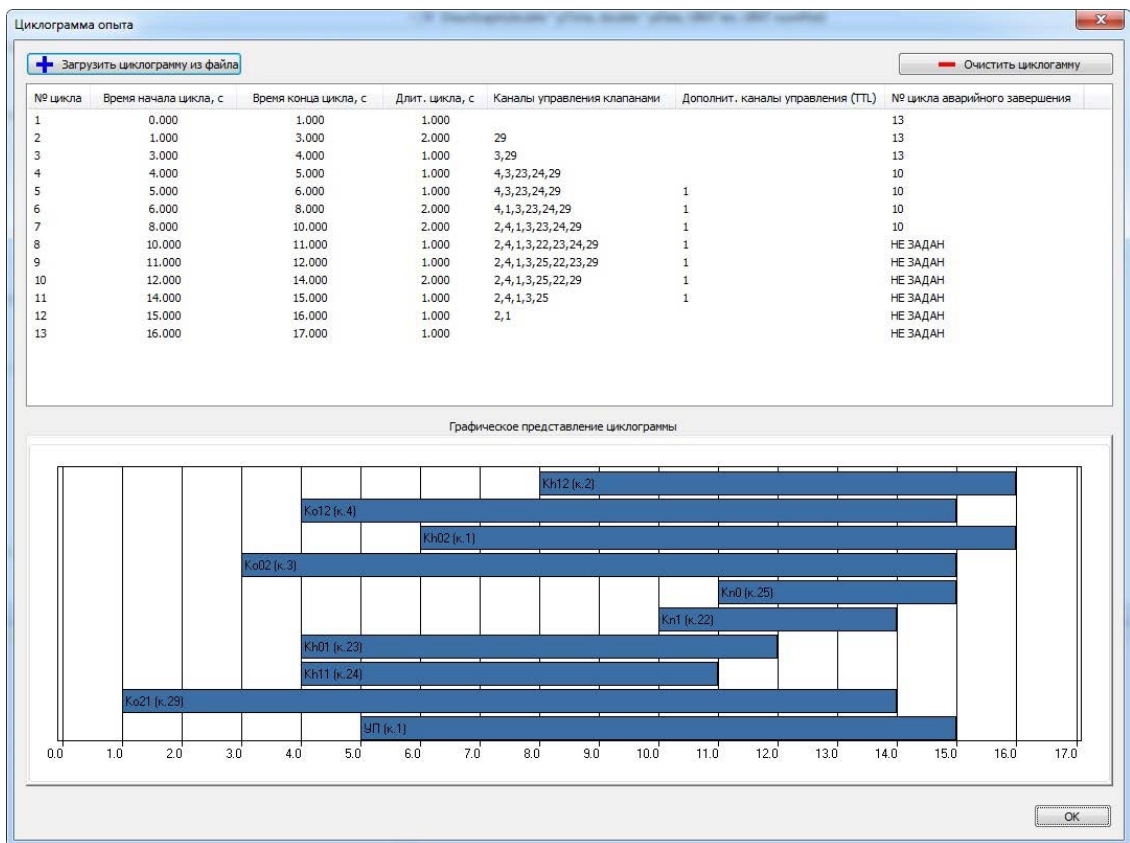 Циклограмма опыта
Загрузить циклограмму из файла
Очистить циклогамму
№ цикла Время начала цикла, с Время конца цикла, с Длит. цикла, с Каналы управления клапанами Дополнит. каналы управления (TTL) № цикла аварийного завершения
1 0.000 1.000 1.000 13
2 1.000 3.000 2.000 29 13
3 3.000 4.000 1.000 3,29 13
4 4.000 5.000 1.000 4,3,23,24,29 10
5 5.000 6.000 1.000 4,3,23,24,29 1 10
6 6.000 8.000 2.000 4,1,3,23,24,29 1 10
7 8.000 10.000 2.000 2,4,1,3,23,24,29 1 10
8 10.000 11.000 1.000 2,4,1,3,22,23,24,29 1 НЕ ЗАДАН
9 11.000 12.000 1.000 2,4,1,3,25,22,23,29 1 НЕ ЗАДАН
10 12.000 14.000 2.000 2,4,1,3,25,22,29 1 НЕ ЗАДАН
11 14.000 15.000 1.000 2,4,1,3,25 1 НЕ ЗАДАН
12 15.000 16.000 1.000 2,1 НЕ ЗАДАН
13 16.000 17.000 1.000 НЕ ЗАДАН
Графическое представление циклограммы
Kh12 (к.2)
Ko12 (к.4)
Kh02 (к.1)
Ko02 (к.3)
Kn0 (к.25)
Kn1 (к.22)
Kh01 (к.23)
Kh11 (к.24)
Ko21 (к.29)
УП (к.1)
0.0 1.0 2.0 3.0 4.0 5.0 6.0 7.0 8.0 9.0 10.0 11.0 12.0 13.0 14.0 15.0 16.0 17.0
OK